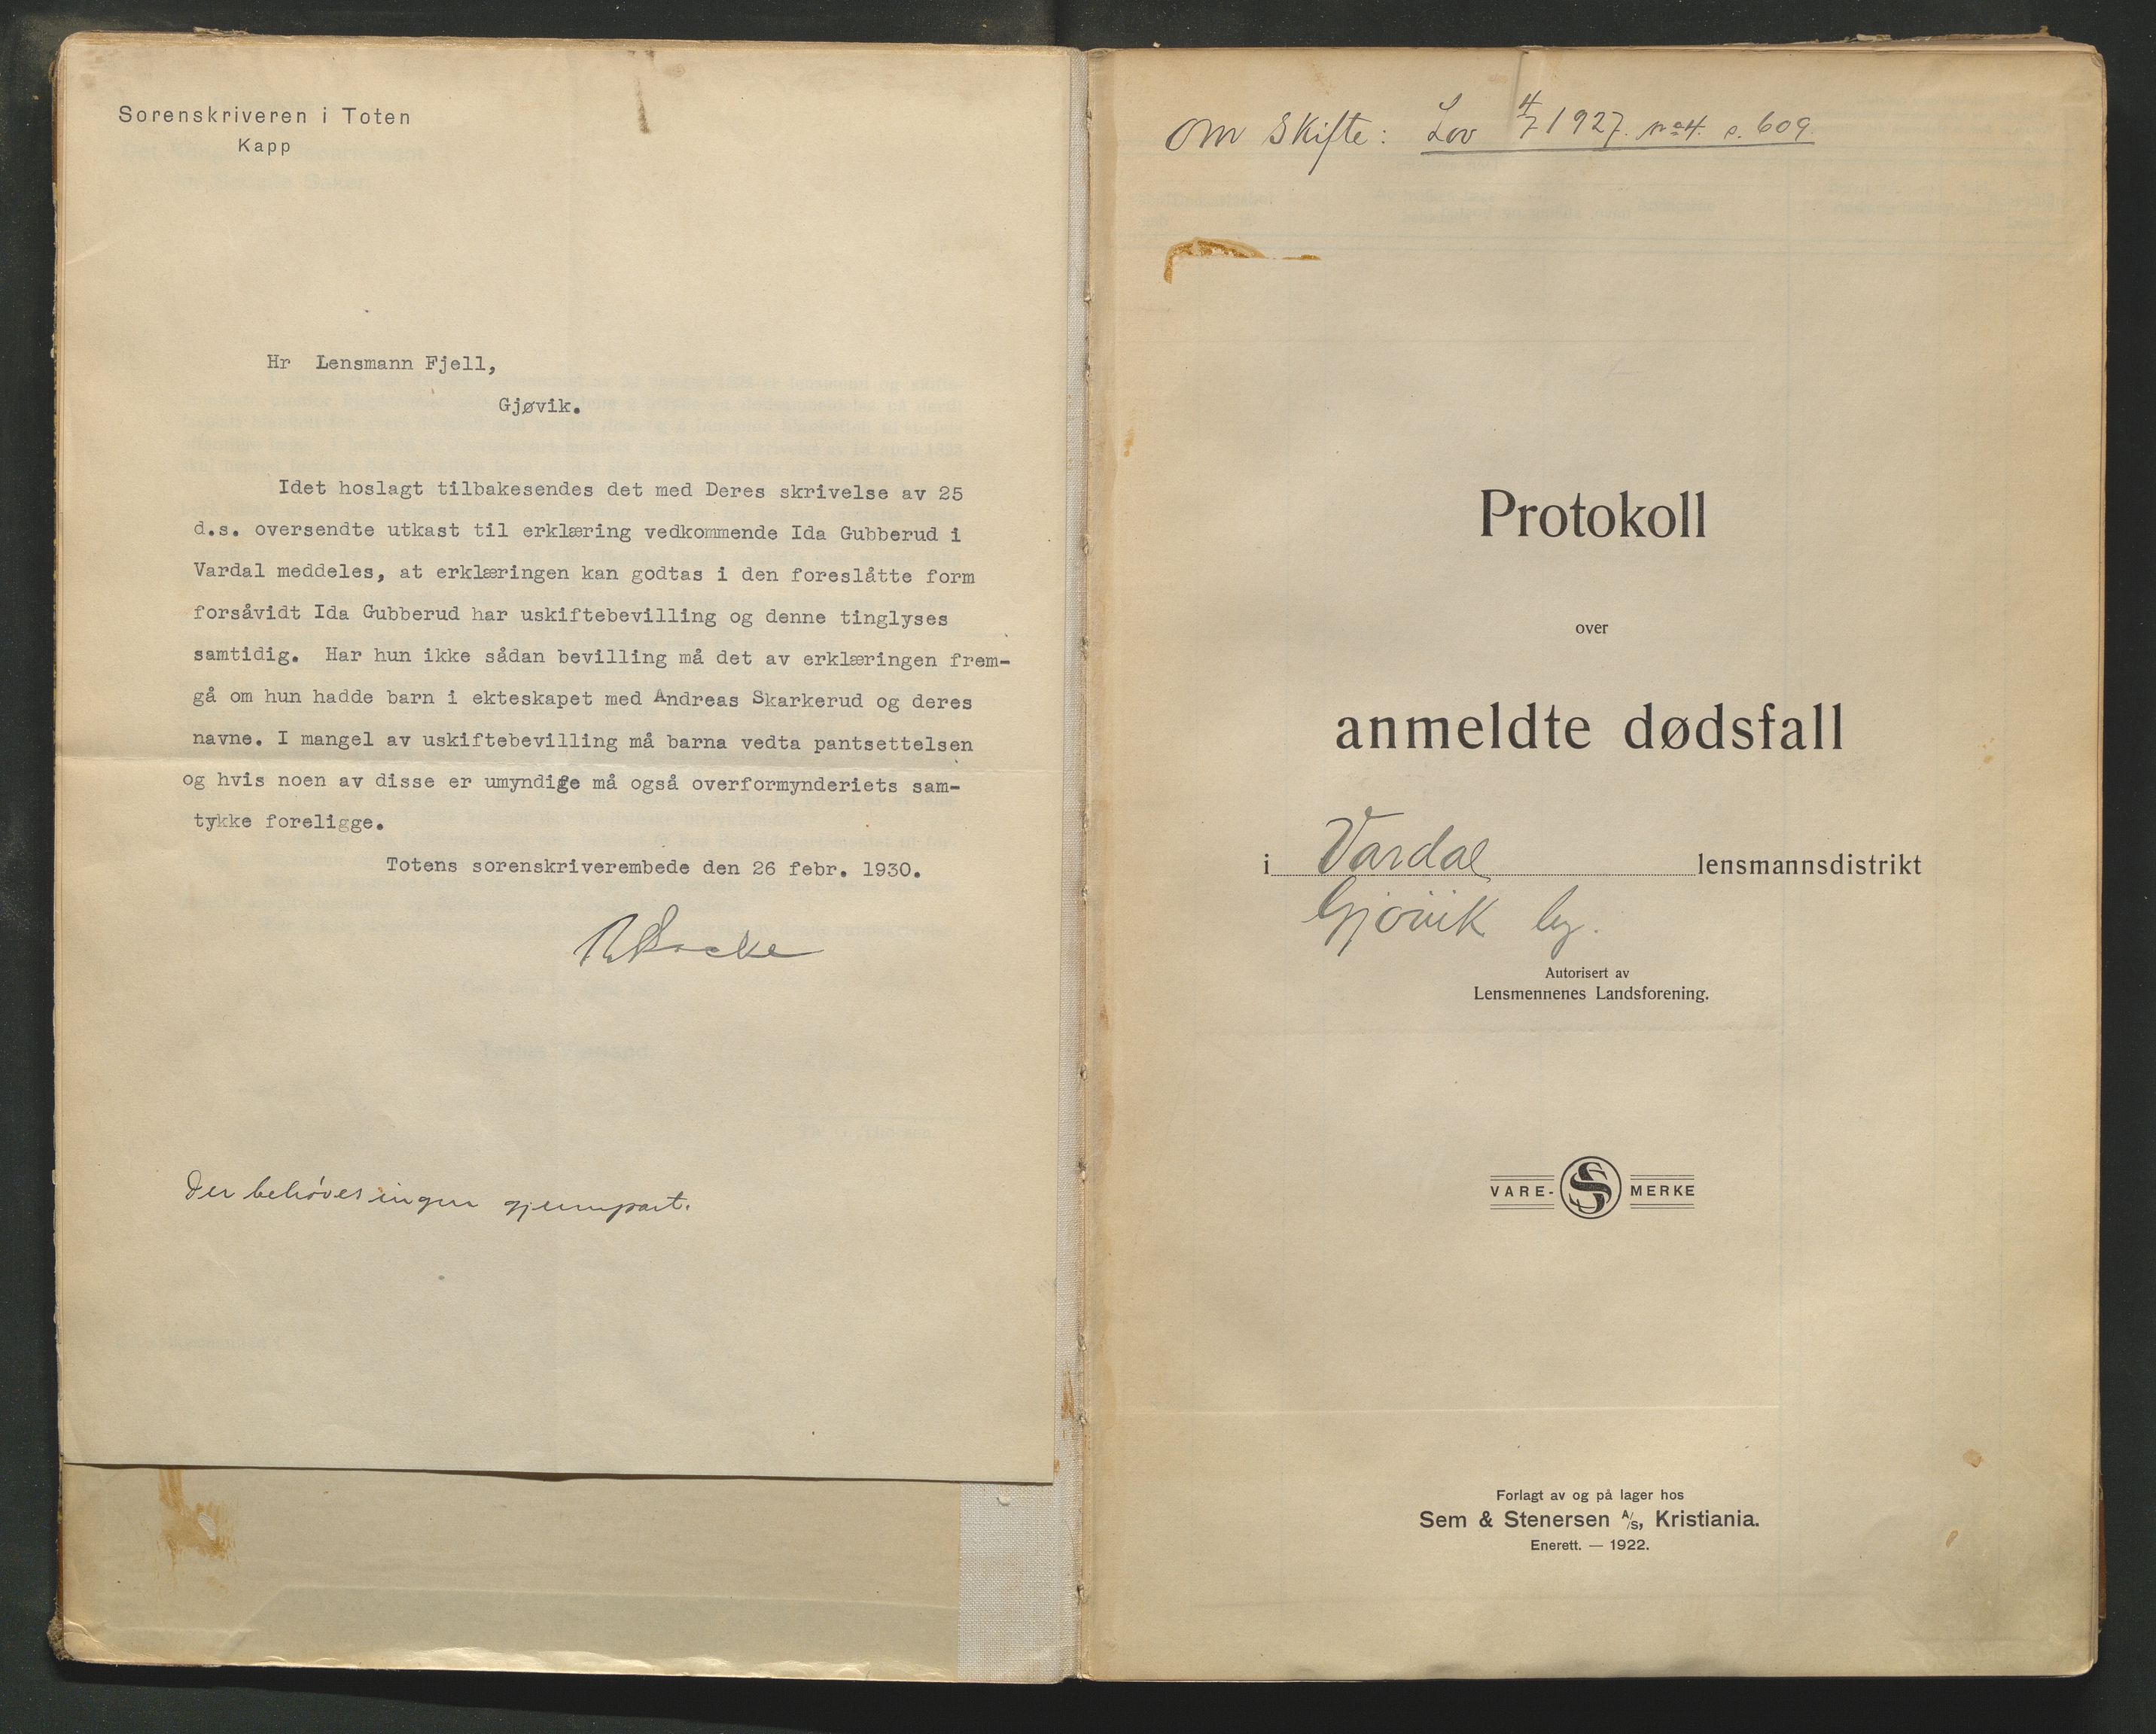 Sorenskriveren i Toten
Kapp
Hr Lensmann Fjell,
Gjøvik.
Idet hoslagt tilbakesendes det med Deres skrivelse av 25
d.s. oversendte utkast til erklæring vedkommende Ida Gubberud i
Vardal meddeles, at erklæringen kan godtas i den foreslåtte form
forsåvidt Ida Gubberud har uskiftebevilling og denne tinglyses
samtidig. Har hun ikke sådan bevilling må det av erklæringen frem-
gå om hun hadde barn i ekteskapet med Andreas Skarkerud og deres
navne. I mangel av uskiftebevilling må barna vedta pantsettelsen
og hvis noen av disse er umyndige må også overformynderiets sam-
tykke foreligge.
Totens sorenskriverembede den 26 febr. 1930.
Der behøves ingen gjenpart.
Om Skifte: Lov 4/7 1927. no 4. s. 609.
Protokoll
over
anmeldte dødsfall
i Vardal lensmannsdistrikt
Gjövik by.
Autorisert av
Lensmennenes Landsforening.
VARE- S MERKE
Forlagt av og på lager hos
Sem & Stenersen A/S, Kristiania.
Enerett. — 1922.